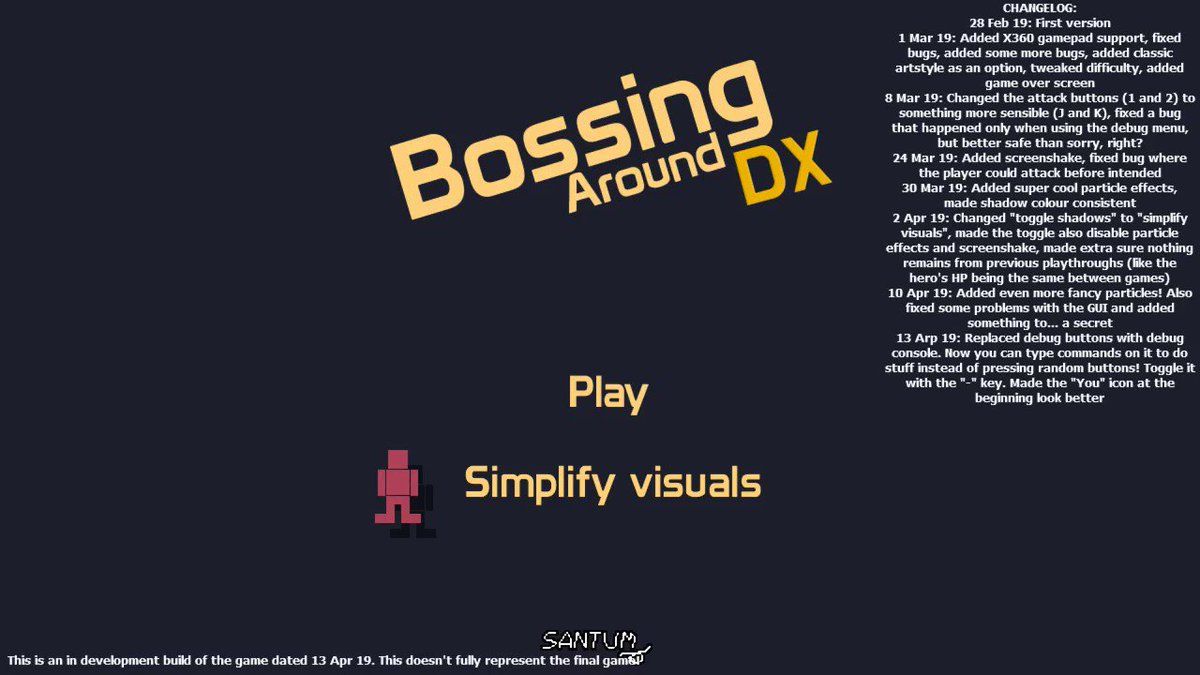 Bossing
Around DX
Play
Simplify visuals
CHANGELOG:
28 Feb 19: First version
1 Mar 19: Added X360 gamepad support, fixed
bugs, added some more bugs, added classic
artstyle as an option, tweaked difficulty, added
game over screen
8 Mar 19: Changed the attack buttons (1 and 2) to
something more sensible (J and K), fixed a bug
that happened only when using the debug menu,
but better safe than sorry, right?
24 Mar 19: Added screenshake, fixed bug where
the player could attack before intended
30 Mar 19: Added super cool particle effects,
made shadow colour consistent
2 Apr 19: Changed "toggle shadows" to "simplify
visuals", made the toggle also disable particle
effects and screenshake, made extra sure nothing
remains from previous playthroughs (like the
hero's HP being the same between games)
10 Apr 19: Added even more fancy particles! Also
fixed some problems with the GUI and added
something to... a secret
13 Arp 19: Replaced debug buttons with debug
console. Now you can type commands on it to do
stuff instead of pressing random buttons! Toggle it
with the "-" key. Made the "You" icon at the
beginning look better
SANTUM
This is an in development build of the game dated 13 Apr 19. This doesn't fully represent the final game!